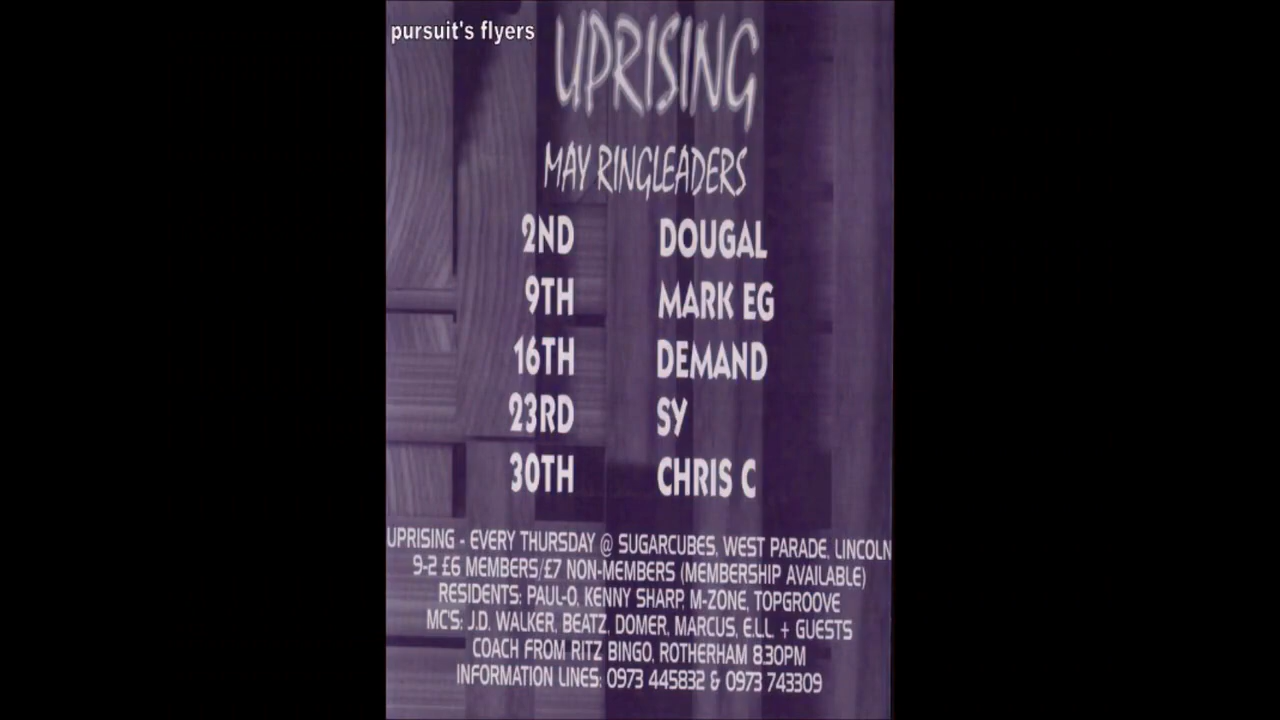 pursuit's flyers
UPRISING
MAY RINGLEADERS
2ND DOUGAL
9TH MARK EG
16TH DEMAND
23RD SY
30TH CHRIS C
UPRISING - EVERY THURSDAY @ SUGARCUBES, WEST PARADE, LINCOLN
9-2 £6 MEMBERS/£7 NON-MEMBERS (MEMBERSHIP AVAILABLE)
RESIDENTS: PAUL-O, KENNY SHARP, M-ZONE, TOPGROOVE
MC'S: J.D. WALKER, BEATZ, DOMER, MARCUS, E.L.L. + GUESTS
COACH FROM RITZ BINGO, ROTHERHAM 8.30PM
INFORMATION LINES: 0973 445832 & 0973 743309